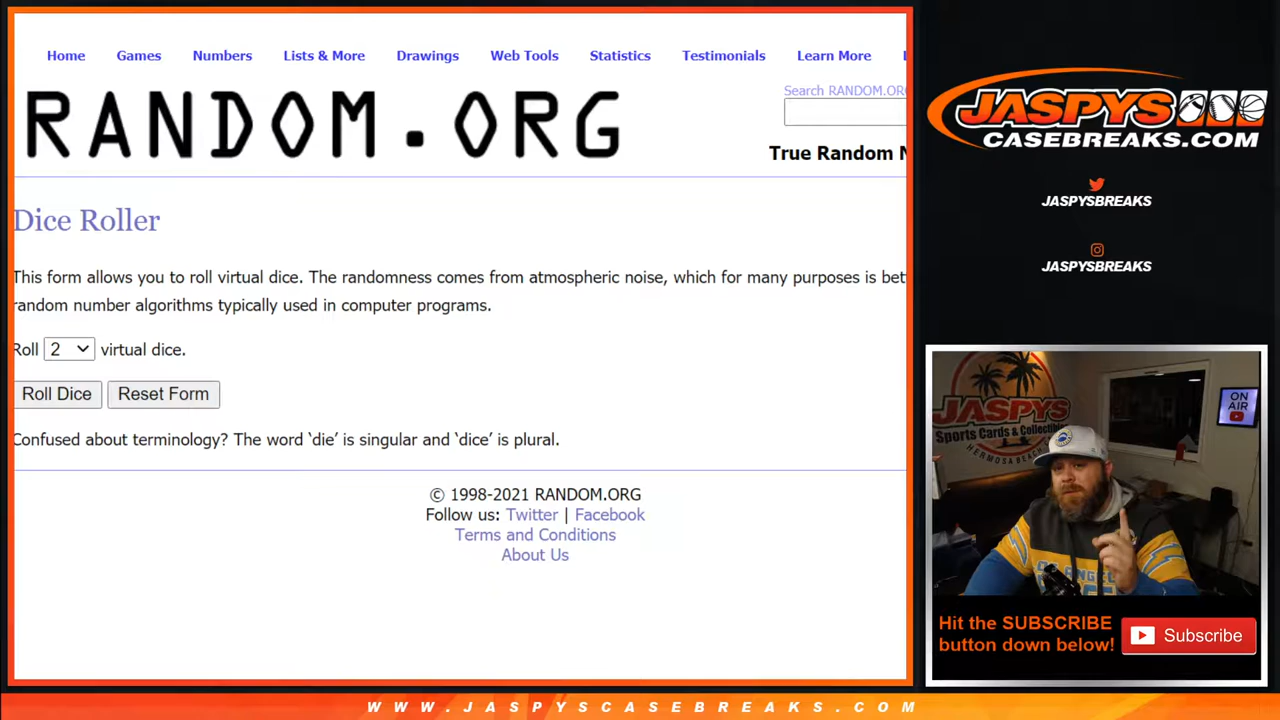 Home Games Numbers Lists & More Drawings Web Tools Statistics Testimonials Learn More
RANDOM.ORG
Search RANDOM.ORG
True Random N
Dice Roller
This form allows you to roll virtual dice. The randomness comes from atmospheric noise, which for many purposes is bet
random number algorithms typically used in computer programs.
Roll 2 virtual dice.
Roll Dice Reset Form
Confused about terminology? The word ‘die’ is singular and ‘dice’ is plural.
© 1998-2021 RANDOM.ORG
Follow us: Twitter | Facebook
Terms and Conditions
About Us
JASPYS
CASEBREAKS.COM
JASPYSBREAKS
JASPYSBREAKS
JASPYS
Sports Cards & Collectibl
HERMOSA BEACH
ON
AIR
Hit the SUBSCRIBE
button down below!
Subscribe
WWW.JASPYSCASEBREAKS.COM